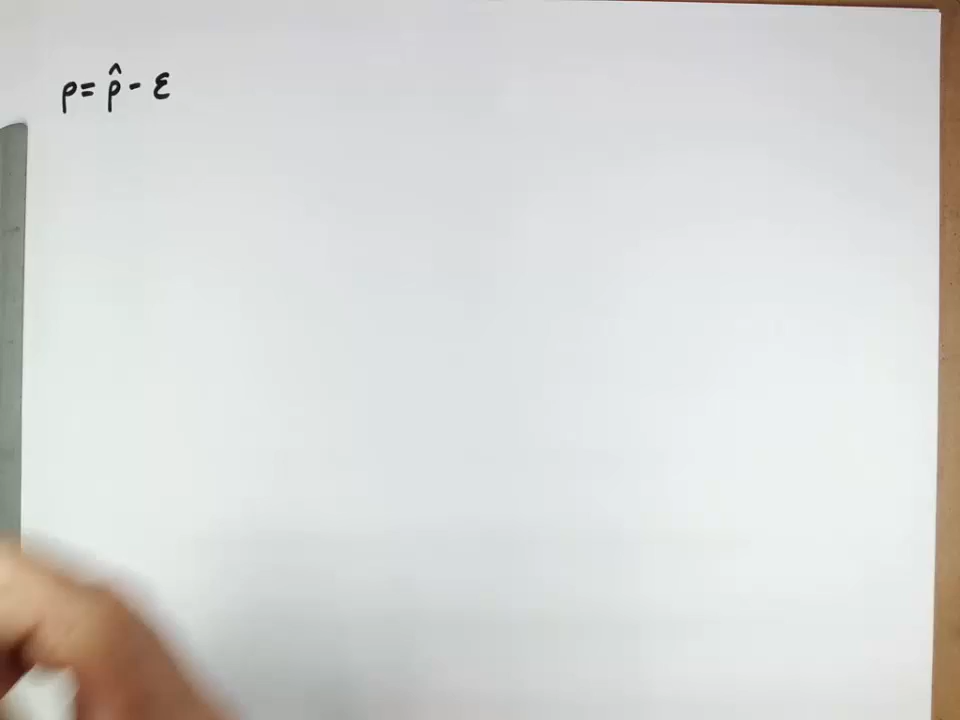 p = p̂ - ε